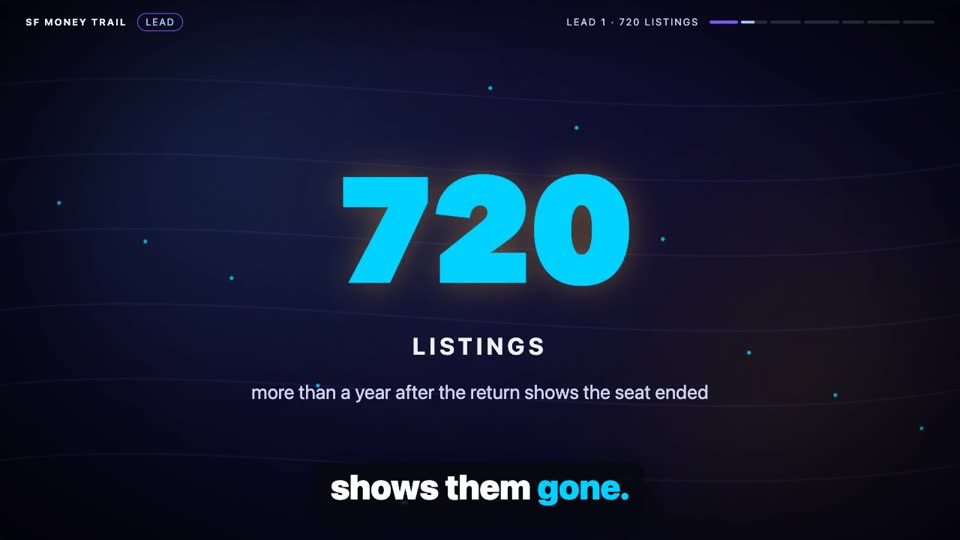 SF MONEY TRAIL LEAD
LEAD 1 · 720 LISTINGS
720
LISTINGS
more than a year after the return shows the seat ended
shows them gone.